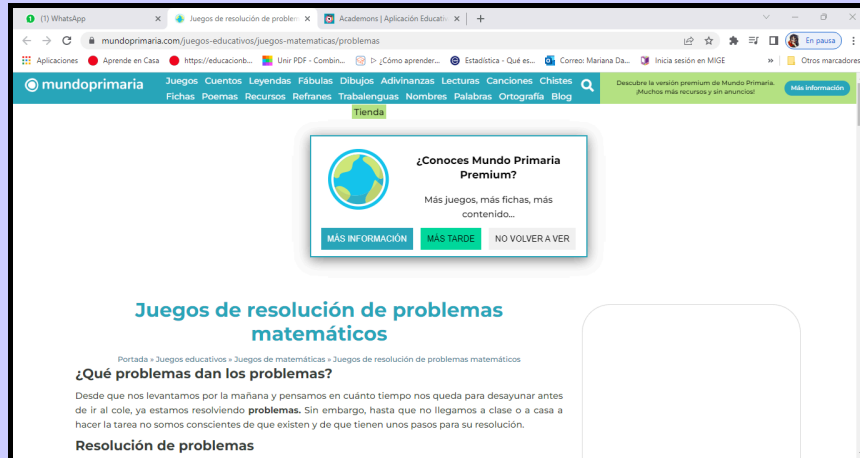 (1) WhatsApp
Juegos de resolución de problem
Academons | Aplicación Educativ
mundoprimaria.com/juegos-educativos/juegos-matematicas/problemas
En pausa
Aplicaciones
Aprende en Casa
https://educacionb...
Unir PDF - Combin...
▷ ¿Cómo aprender...
Estadística - Qué es...
Correo: Mariana Da...
Inicia sesión en MIGE
»
Otros marcadores
mundoprimaria
Juegos Cuentos Leyendas Fábulas Dibujos Adivinanzas Lecturas Canciones Chistes
Fichas Poemas Recursos Refranes Trabalenguas Nombres Palabras Ortografía Blog
Tienda
Descubre la versión premium de Mundo Primaria.
¡Muchos más recursos y sin anuncios!
Más información
¿Conoces Mundo Primaria
Premium?
Más juegos, más fichas, más
contenido...
MÁS INFORMACIÓN
MÁS TARDE
NO VOLVER A VER
Juegos de resolución de problemas
matemáticos
Portada » Juegos educativos » Juegos de matemáticas » Juegos de resolución de problemas matemáticos
¿Qué problemas dan los problemas?
Desde que nos levantamos por la mañana y pensamos en cuánto tiempo nos queda para desayunar antes
de ir al cole, ya estamos resolviendo problemas. Sin embargo, hasta que no llegamos a clase o a casa a
hacer la tarea no somos conscientes de que existen y de que tienen unos pasos para su resolución.
Resolución de problemas